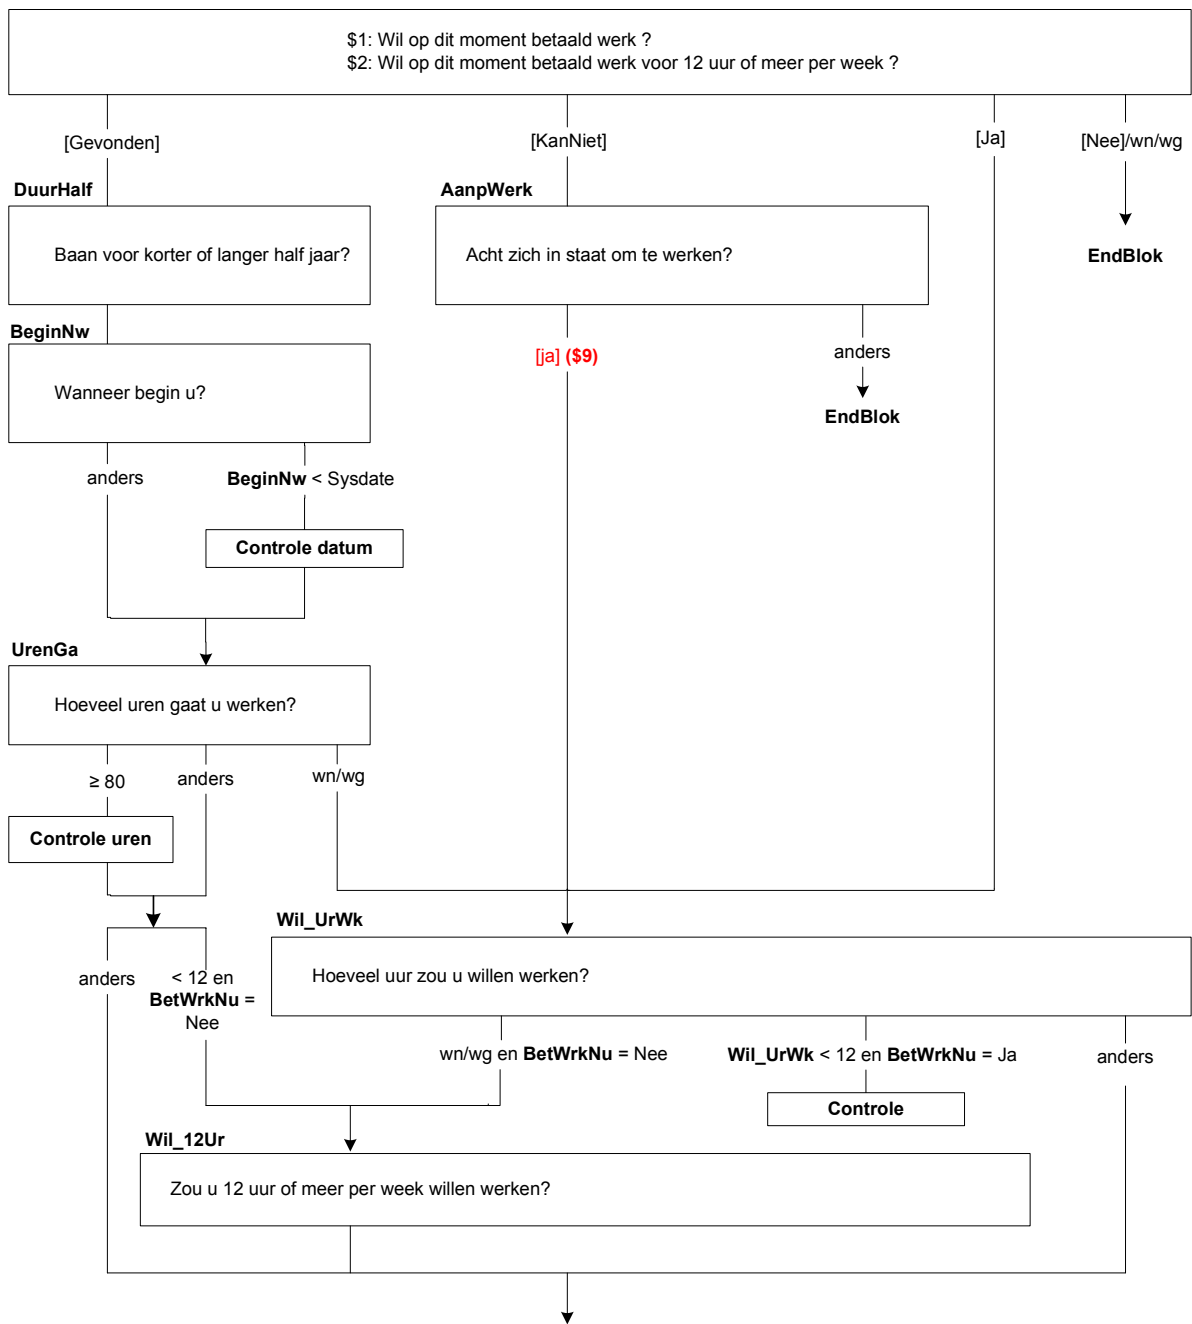 $1: Wil op dit moment betaald werk ?
$2: Wil op dit moment betaald werk voor 12 uur of meer per week ?
[Gevonden]
[KanNiet]
[Ja]
[Nee]/wn/wg
DuurHalf
AanpWerk
Baan voor korter of langer half jaar?
Acht zich in staat om te werken?
EndBlok
BeginNw
[ja] ($9)
anders
Wanneer begin u?
EndBlok
anders
BeginNw < Sysdate
Controle datum
UrenGa
Hoeveel uren gaat u werken?
≥ 80
anders
wn/wg
Controle uren
Wil_UrWk
anders
< 12 en
BetWrkNu =
Nee
Hoeveel uur zou u willen werken?
wn/wg en BetWrkNu = Nee
Wil_UrWk < 12 en BetWrkNu = Ja
anders
Controle
Wil_12Ur
Zou u 12 uur of meer per week willen werken?